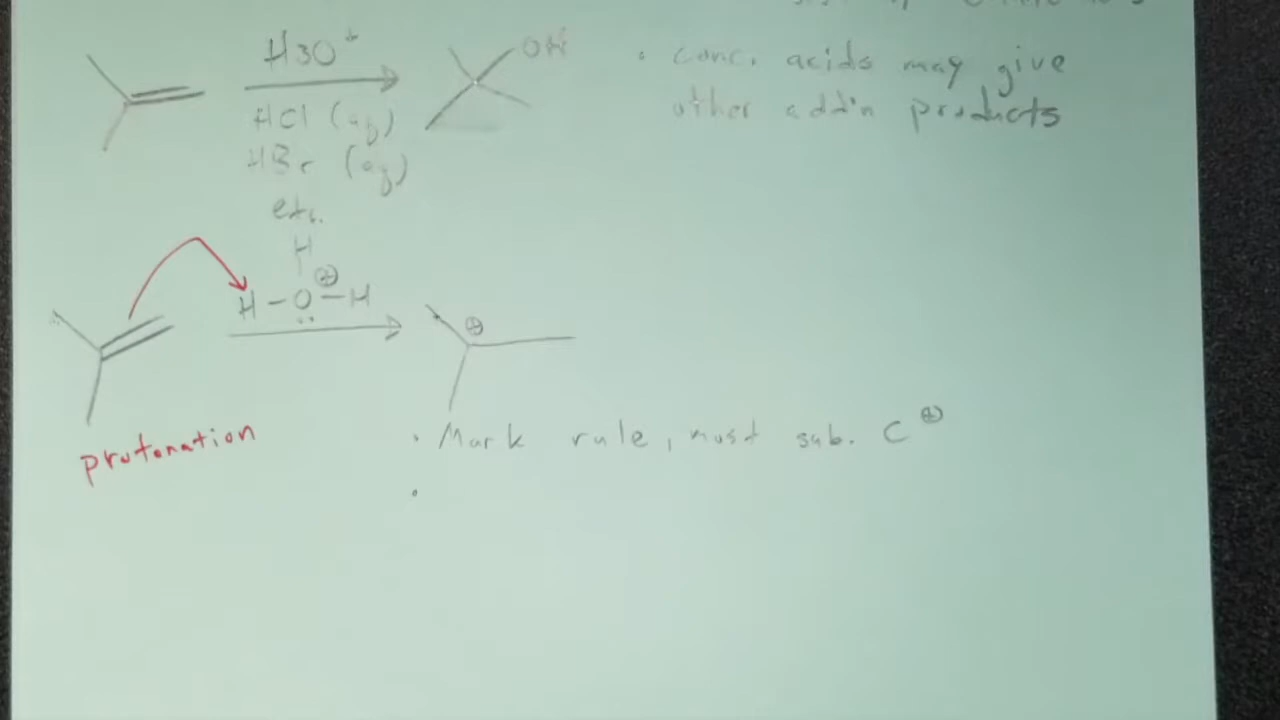 H3O+
OH
• conc. acids may give
HCl (aq)
other add'n products
HBr (aq)
etc.
H
H-O-H
⊕
⊕
protonation
• Mark rule, most sub. C⊕
•